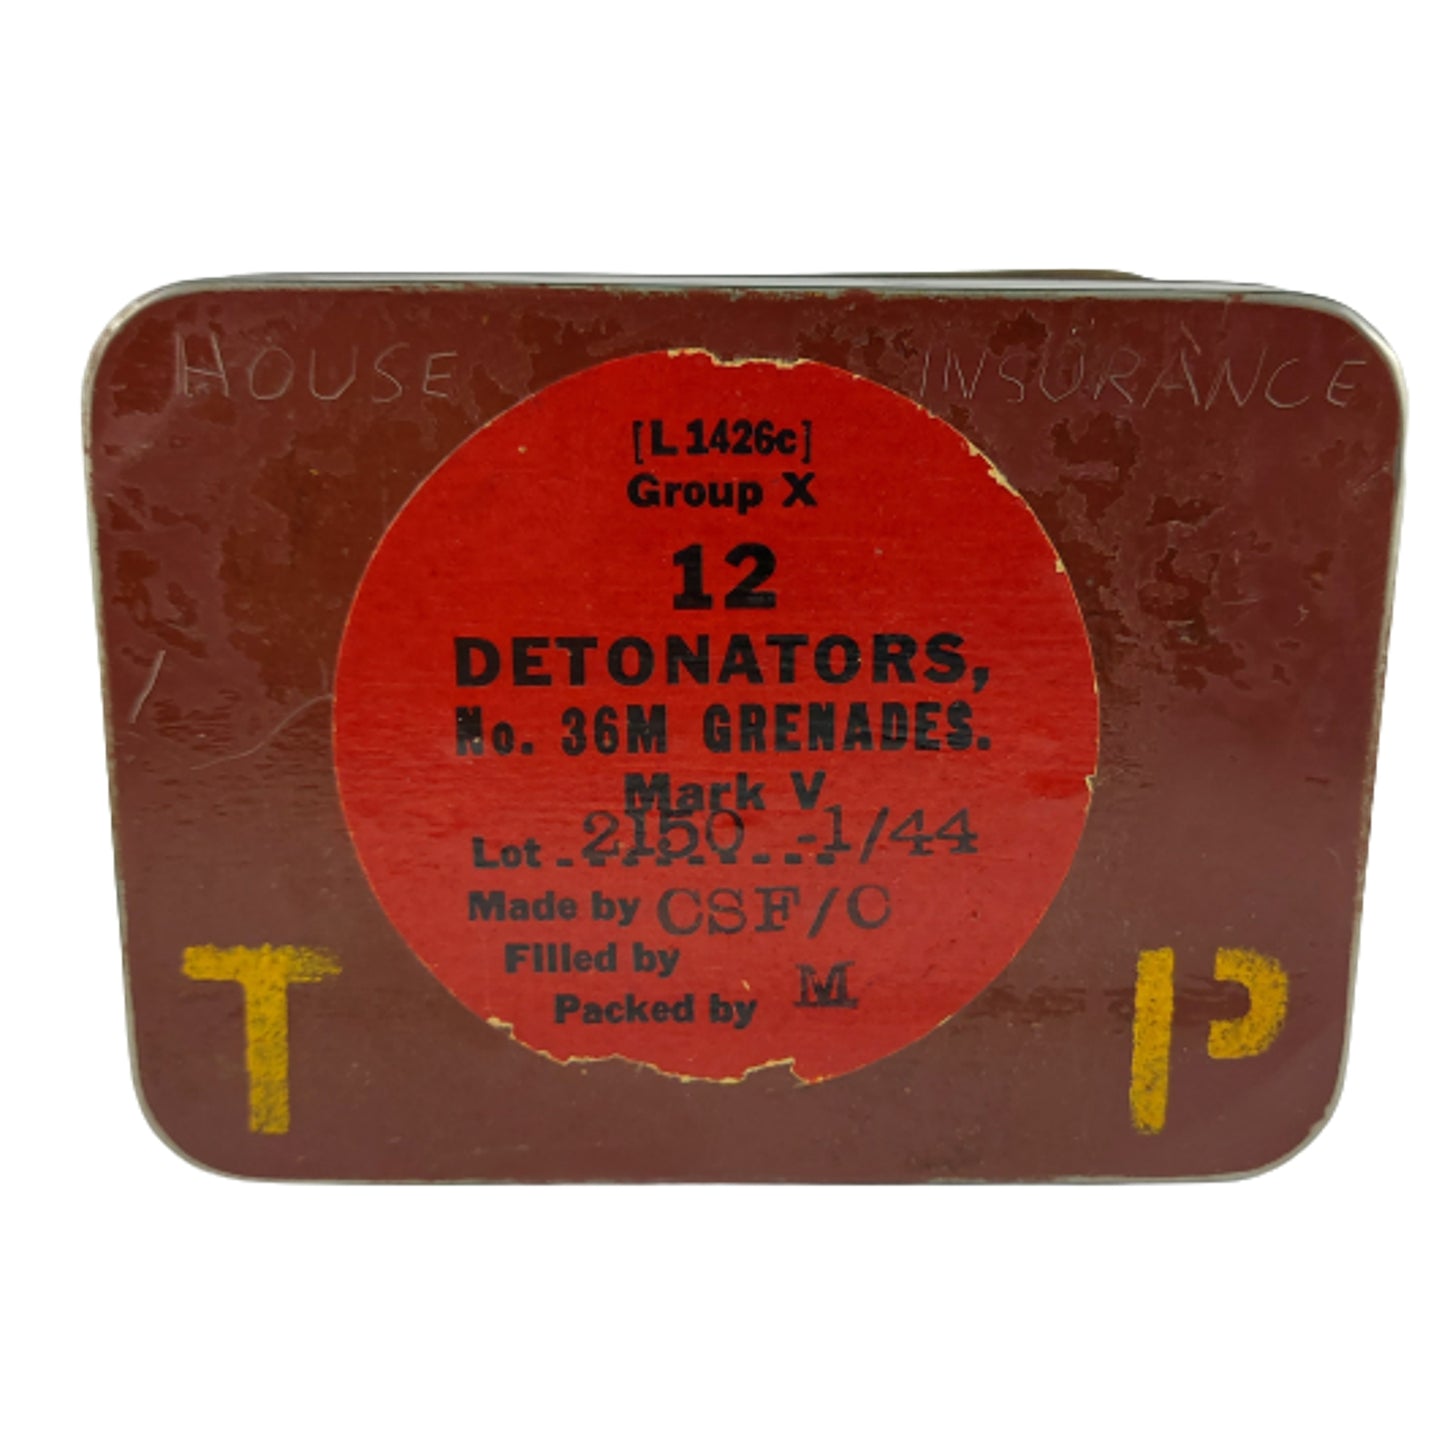 HOUSE INSURANCE
[L 1426c]
Group X
12
DETONATORS,
No. 36M GRENADES.
Mark V
Lot 2150 -1/44
Made by CSF/C
Filled by
Packed by M
T P